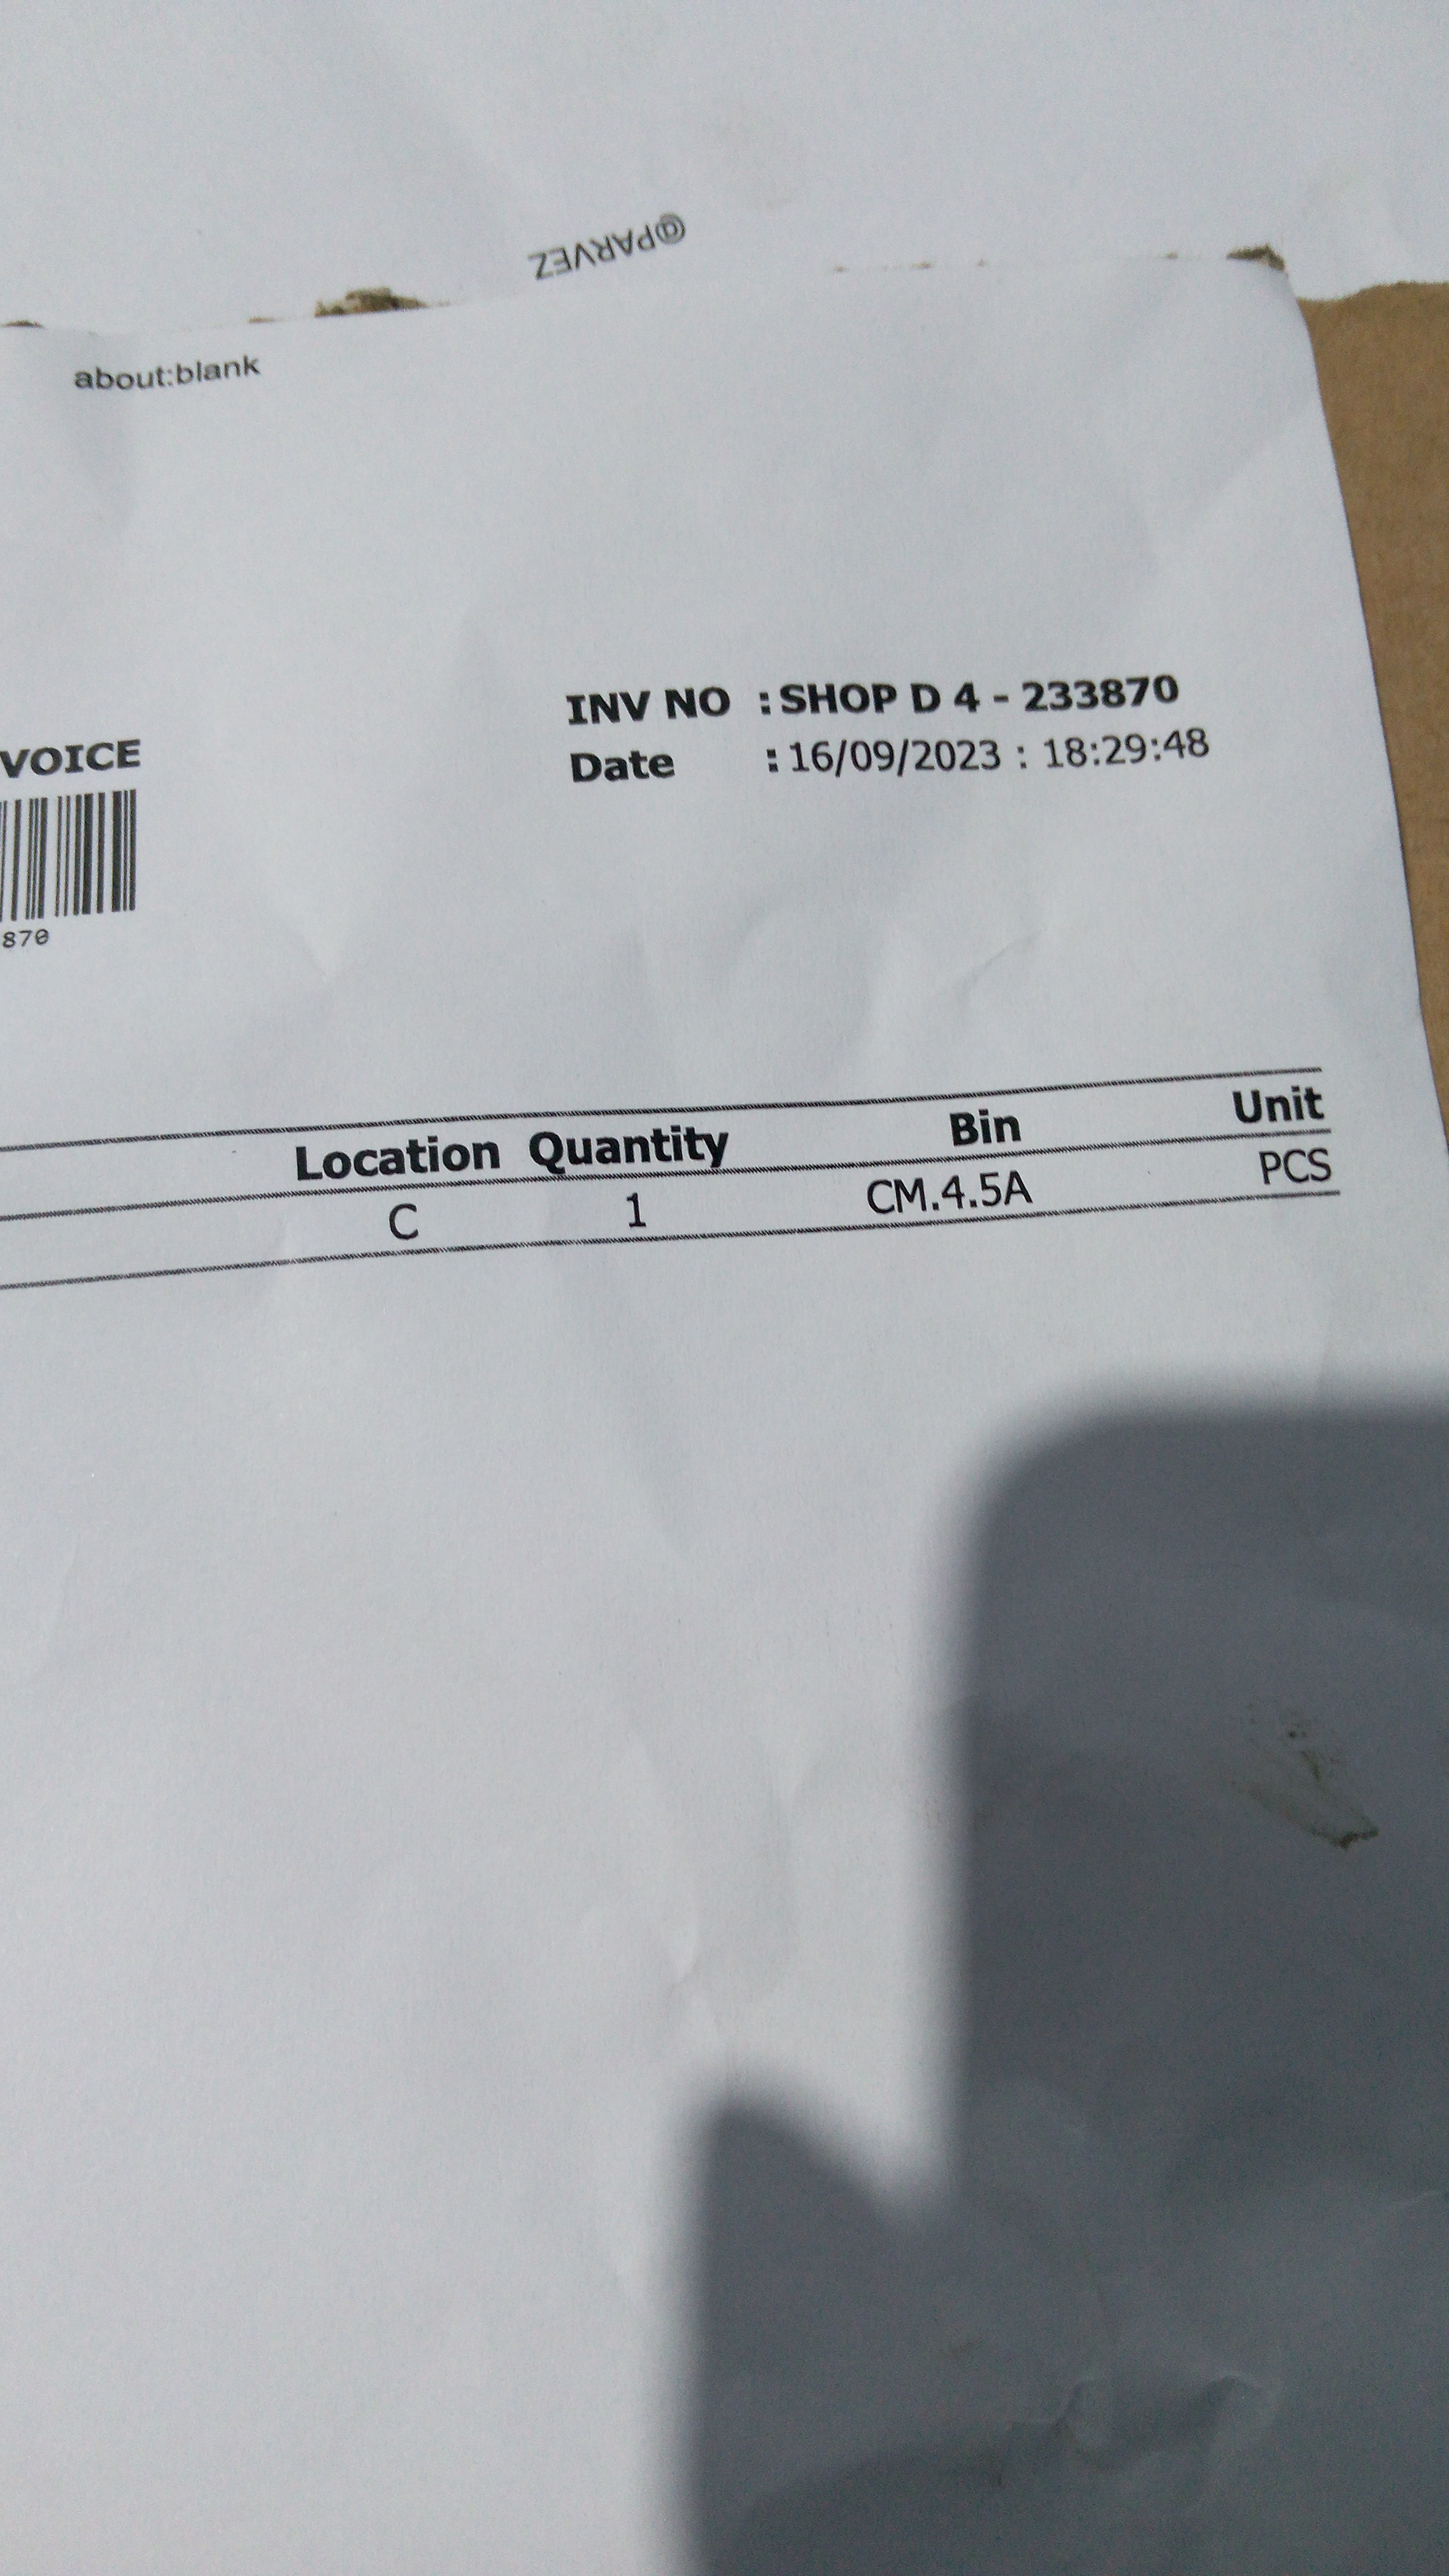 @PARVEZ
about:blank
INV NO : SHOP D 4 - 233870
VOICE
Date : 16/09/2023 : 18:29:48
870
Location Quantity Bin Unit
C 1 CM.4.5A PCS